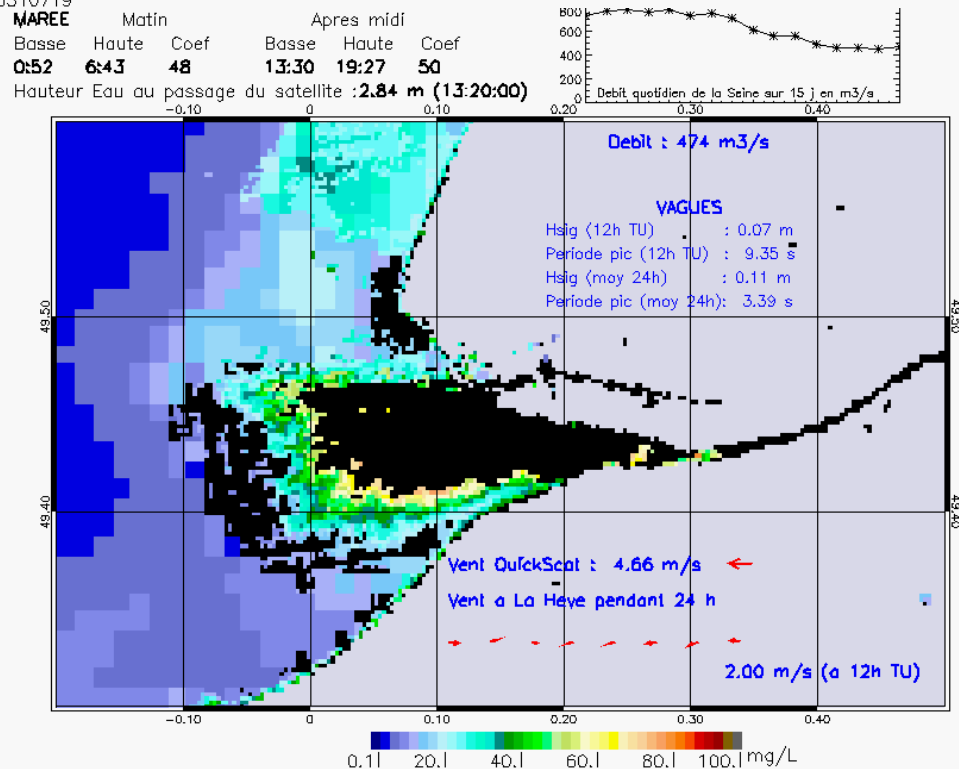 MAREE Matin Apres midi
Basse Haute Coef Basse Haute Coef
0:52 6:43 48 13:30 19:27 50
Hauteur Eau au passage du satellite :2.84 m (13:20:00)
800
600
400
200
0
Debit quotidien de la Seine sur 15 j en m3/s
-0.10 0 0.10 0.20 0.30 0.40
Debit : 474 m3/s
VAGUES
Hsig (12h TU) : 0.07 m
Periode pic (12h TU) : 9.35 s
Hsig (moy 24h) : 0.11 m
Periode pic (moy 24h): 3.39 s
49.50 49.50
49.40 49.40
Vent QuickScat : 4.66 m/s
Vent a La Heve pendant 24 h
2.00 m/s (a 12h TU)
-0.10 0 0.10 0.20 0.30 0.40
0.1| 20.| 40.| 60.| 80.| 100.| mg/L